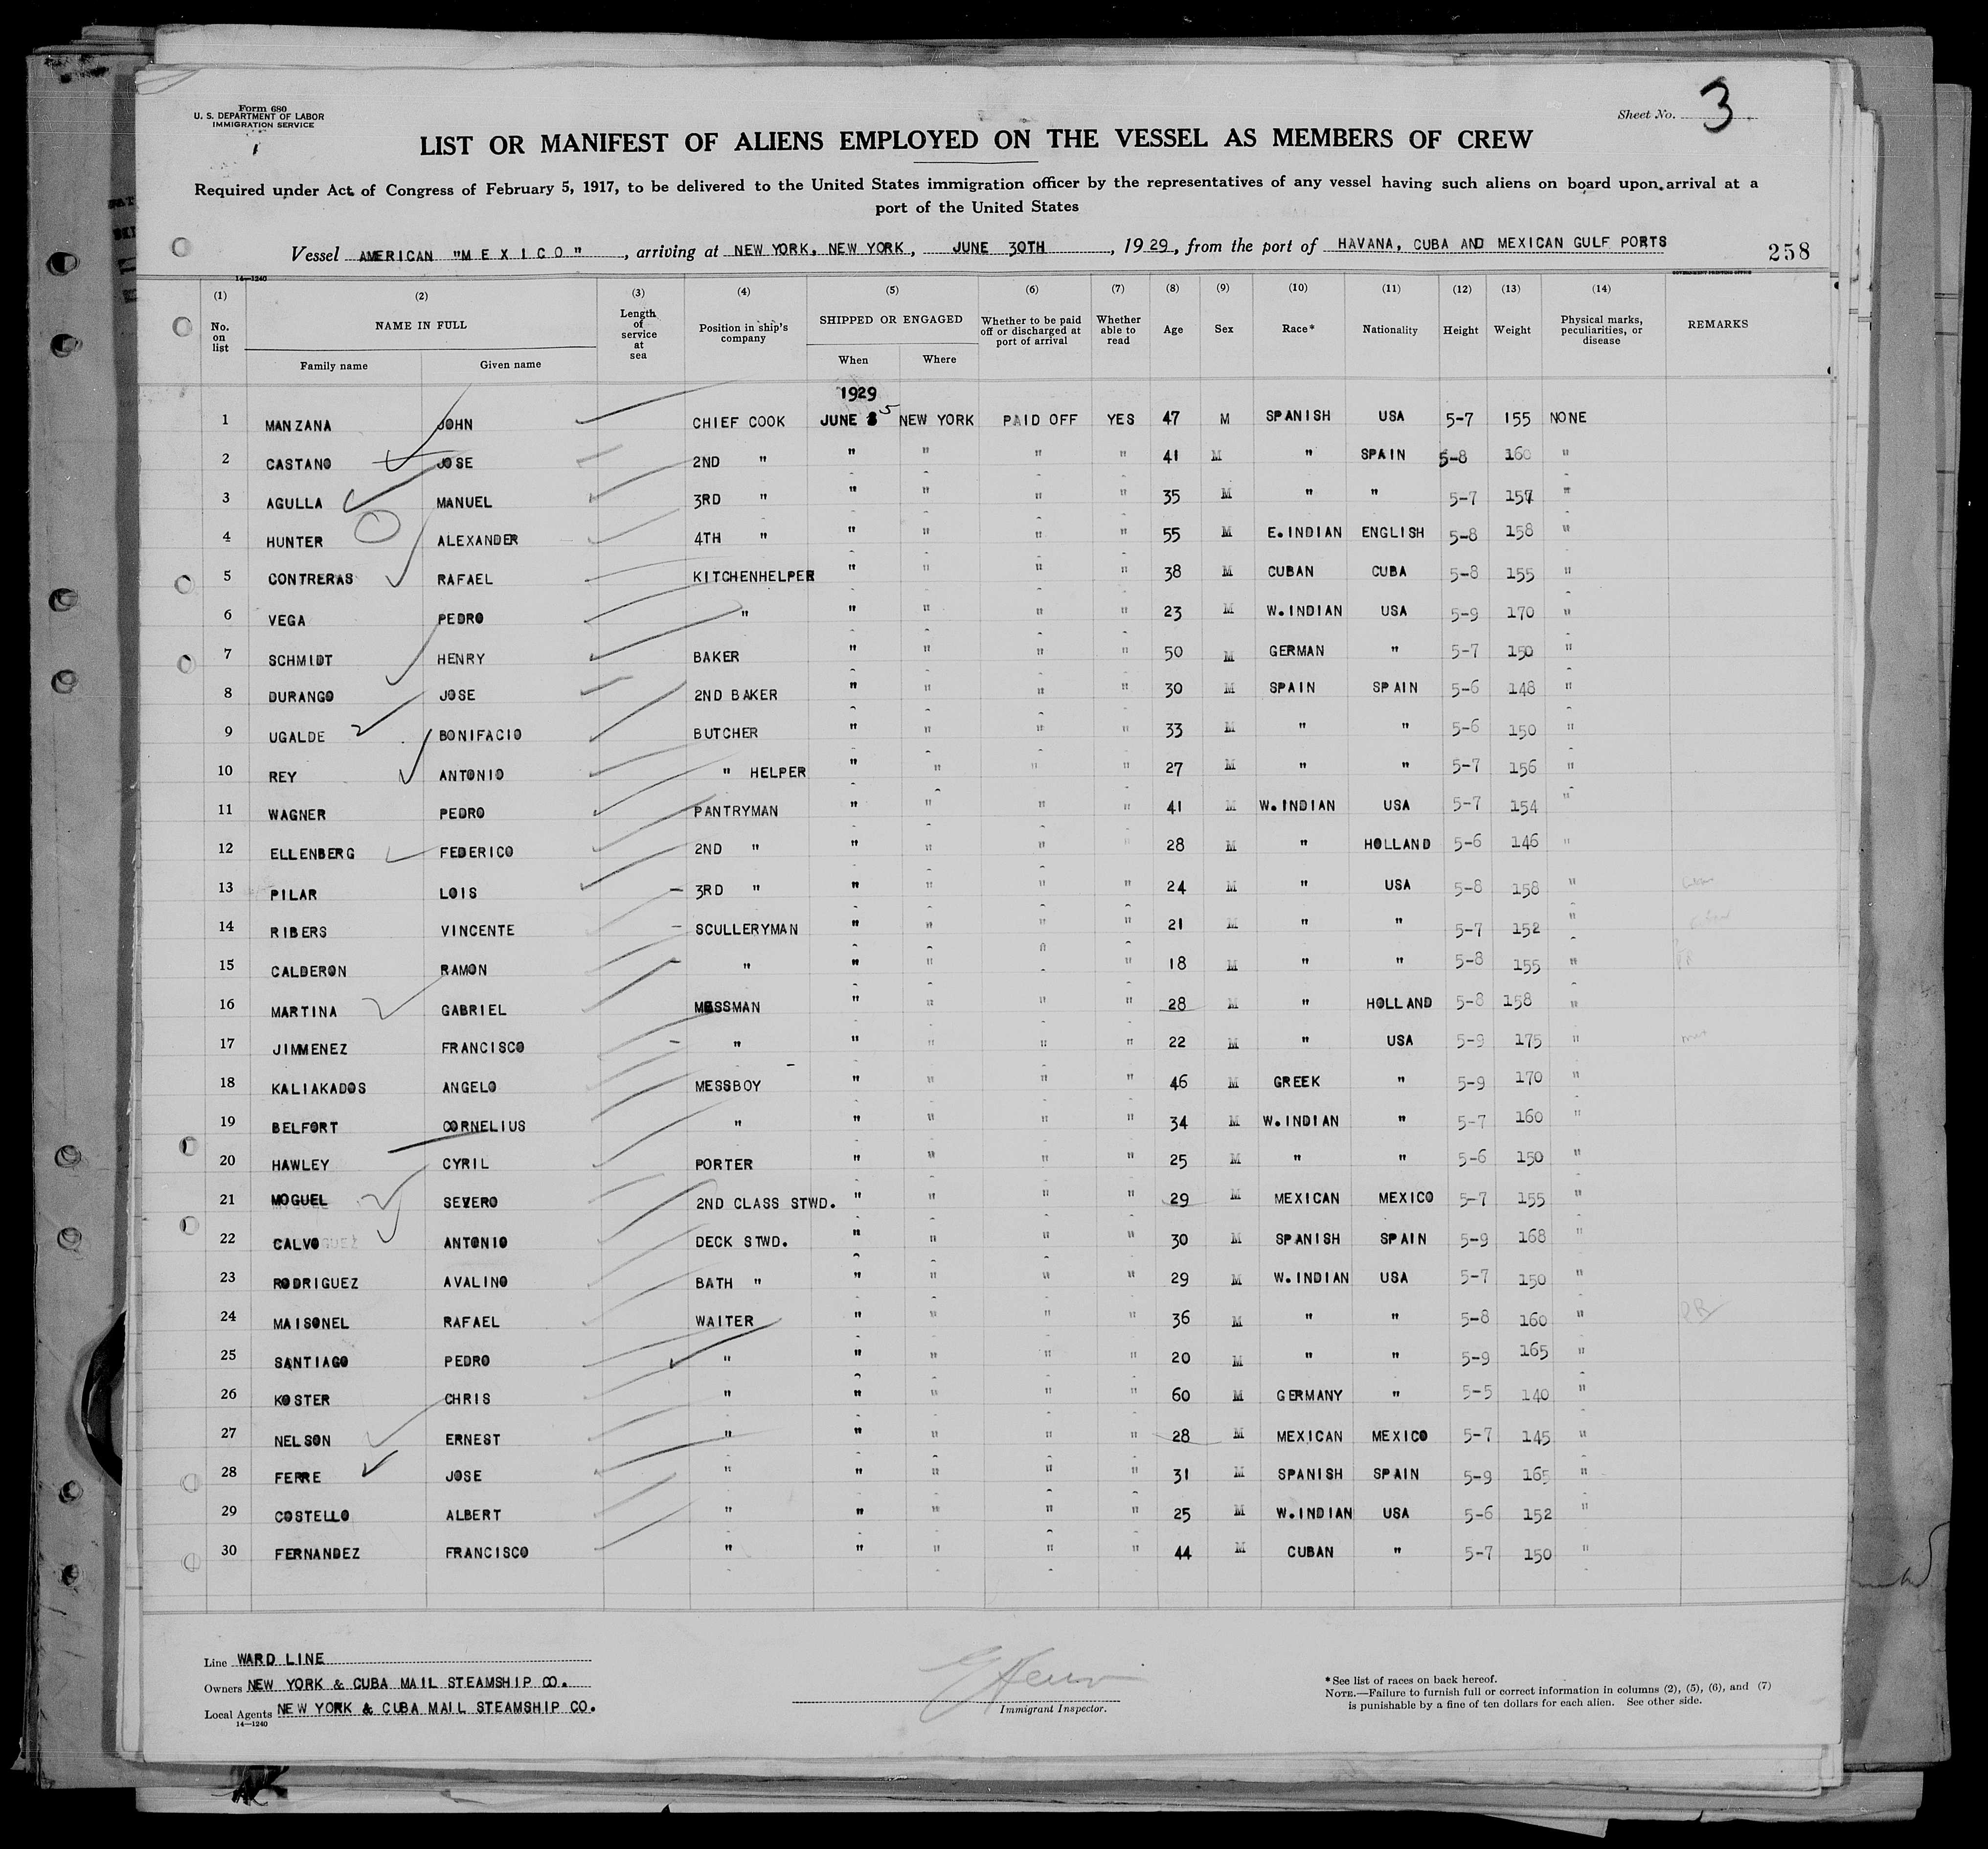 Form 680
U. S. DEPARTMENT OF LABOR
IMMIGRATION SERVICE
Sheet No. 3
LIST OR MANIFEST OF ALIENS EMPLOYED ON THE VESSEL AS MEMBERS OF CREW
Required under Act of Congress of February 5, 1917, to be delivered to the United States immigration officer by the representatives of any vessel having such aliens on board upon arrival at a
port of the United States
Vessel AMERICAN "M E X I C O" , arriving at NEW YORK, NEW YORK, JUNE 30TH , 1929, from the port of HAVANA, CUBA AND MEXICAN GULF PORTS
258
14—1240
GOVERNMENT PRINTING OFFICE
(1) (2) (3) (4) (5) (6) (7) (8) (9) (10) (11) (12) (13) (14)
No. on list NAME IN FULL Length of service at sea Position in ship's company SHIPPED OR ENGAGED Whether to be paid off or discharged at port of arrival Whether able to read Age Sex Race* Nationality Height Weight Physical marks, peculiarities, or disease REMARKS
Family name Given name When Where
1929
1 MANZANA JOHN CHIEF COOK JUNE 5 NEW YORK PAID OFF YES 47 M SPANISH USA 5-7 155 NONE
2 CASTANO JOSE 2ND " " " " " 41 M " SPAIN 5-8 160 "
3 AGULLA MANUEL 3RD " " " " " 35 M " " 5-7 157 "
4 HUNTER ALEXANDER 4TH " " " " " 55 M E.INDIAN ENGLISH 5-8 158 "
5 CONTRERAS RAFAEL KITCHENHELPER " " " " 38 M CUBAN CUBA 5-8 155 "
6 VEGA PEDRO " " " " " 23 M W.INDIAN USA 5-9 170 "
7 SCHMIDT HENRY BAKER " " " " 50 M GERMAN " 5-7 150 "
8 DURANGO JOSE 2ND BAKER " " " " 30 M SPAIN SPAIN 5-6 148 "
9 UGALDE BONIFACIO BUTCHER " " " " 33 M " " 5-6 150 "
10 REY ANTONIO " HELPER " " " " 27 M " " 5-7 156 "
11 WAGNER PEDRO PANTRYMAN " " " " 41 M W.INDIAN USA 5-7 154 "
12 ELLENBERG FEDERICO 2ND " " " " " 28 M " HOLLAND 5-6 146 "
13 PILAR LOIS 3RD " " " " " 24 M " USA 5-8 158 "
14 RIBERS VINCENTE SCULLERYMAN " " " " 21 M " " 5-7 152 "
15 CALDERON RAMON " " " " " 18 M " " 5-8 155 " PR
16 MARTINA GABRIEL MESSMAN " " " " 28 M " HOLLAND 5-8 158 "
17 JIMMENEZ FRANCISCO " " " " " 22 M " USA 5-9 175 "
18 KALIAKADOS ANGELO MESSBOY " " " " 46 M GREEK " 5-9 170 "
19 BELFORT CORNELIUS " " " " " 34 M W.INDIAN " 5-7 160 "
20 HAWLEY CYRIL PORTER " " " " 25 M " " 5-6 150 "
21 MOGUEL SEVERO 2ND CLASS STWD. " " " " 29 M MEXICAN MEXICO 5-7 155 "
22 CALVO ANTONIO DECK STWD. " " " " 30 M SPANISH SPAIN 5-9 168 "
23 RODRIGUEZ AVALINO BATH " " " " " 29 M W.INDIAN USA 5-7 150 "
24 MAISONEL RAFAEL WAITER " " " " 36 M " " 5-8 160 " PR
25 SANTIAGO PEDRO " " " " " 20 M " " 5-9 165 "
26 KOSTER CHRIS " " " " " 60 M GERMANY " 5-5 140 "
27 NELSON ERNEST " " " " " 28 M MEXICAN MEXICO 5-7 145 "
28 FERRE JOSE " " " " " 31 M SPANISH SPAIN 5-9 165 "
29 COSTELLO ALBERT " " " " " 25 M W.INDIAN USA 5-6 152 "
30 FERNANDEZ FRANCISCO " " " " " 44 M CUBAN " 5-7 150 "
Line WARD LINE
Owners NEW YORK & CUBA MAIL STEAMSHIP CO.
Local Agents NEW YORK & CUBA MAIL STEAMSHIP CO.
14—1240
Immigrant Inspector.
*See list of races on back hereof.
NOTE.—Failure to furnish full or correct information in columns (2), (5), (6), and (7)
is punishable by a fine of ten dollars for each alien. See other side.